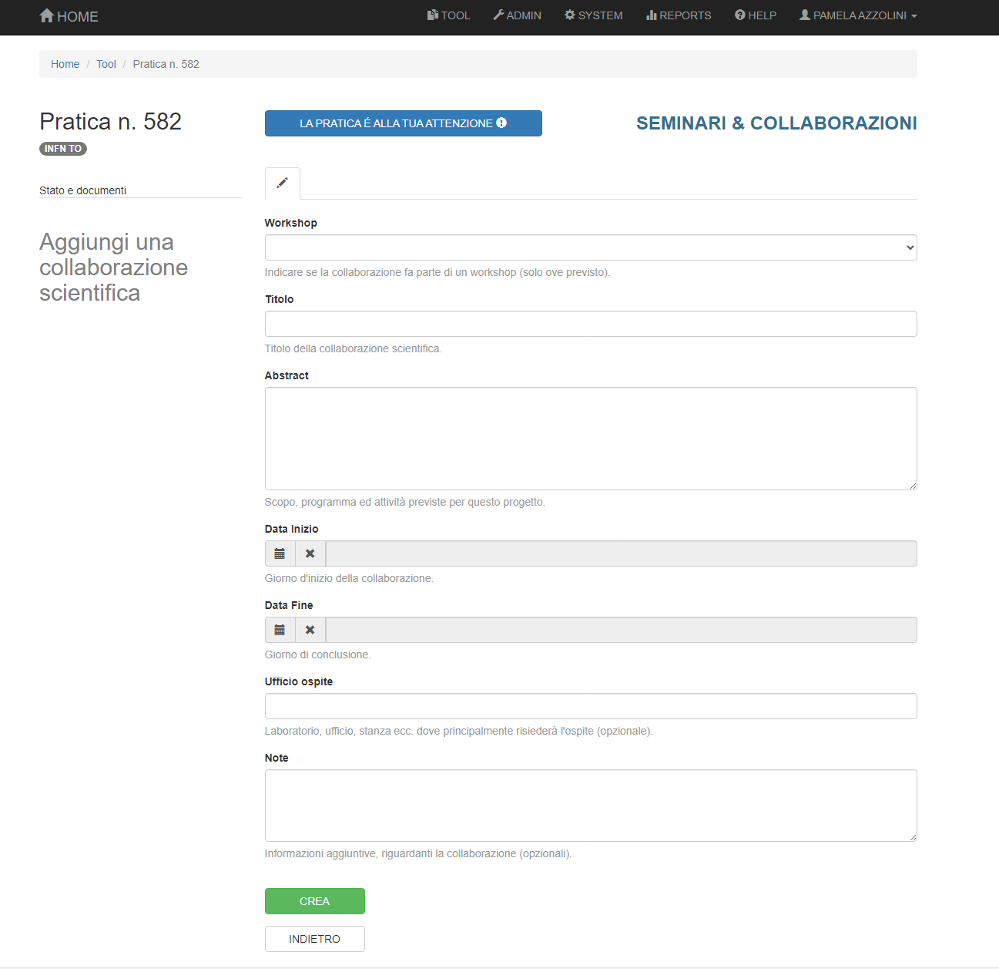 HOME
TOOL
ADMIN
SYSTEM
REPORTS
HELP
PAMELA AZZOLINI
Home / Tool / Pratica n. 582
Pratica n. 582
INFN TO
LA PRATICA É ALLA TUA ATTENZIONE
SEMINARI & COLLABORAZIONI
Stato e documenti
Aggiungi una
collaborazione
scientifica
Workshop
Indicare se la collaborazione fa parte di un workshop (solo ove previsto).
Titolo
Titolo della collaborazione scientifica.
Abstract
Scopo, programma ed attività previste per questo progetto.
Data Inizio
Giorno d'inizio della collaborazione.
Data Fine
Giorno di conclusione.
Ufficio ospite
Laboratorio, ufficio, stanza ecc. dove principalmente risiederà l'ospite (opzionale).
Note
Informazioni aggiuntive, riguardanti la collaborazione (opzionali).
CREA
INDIETRO